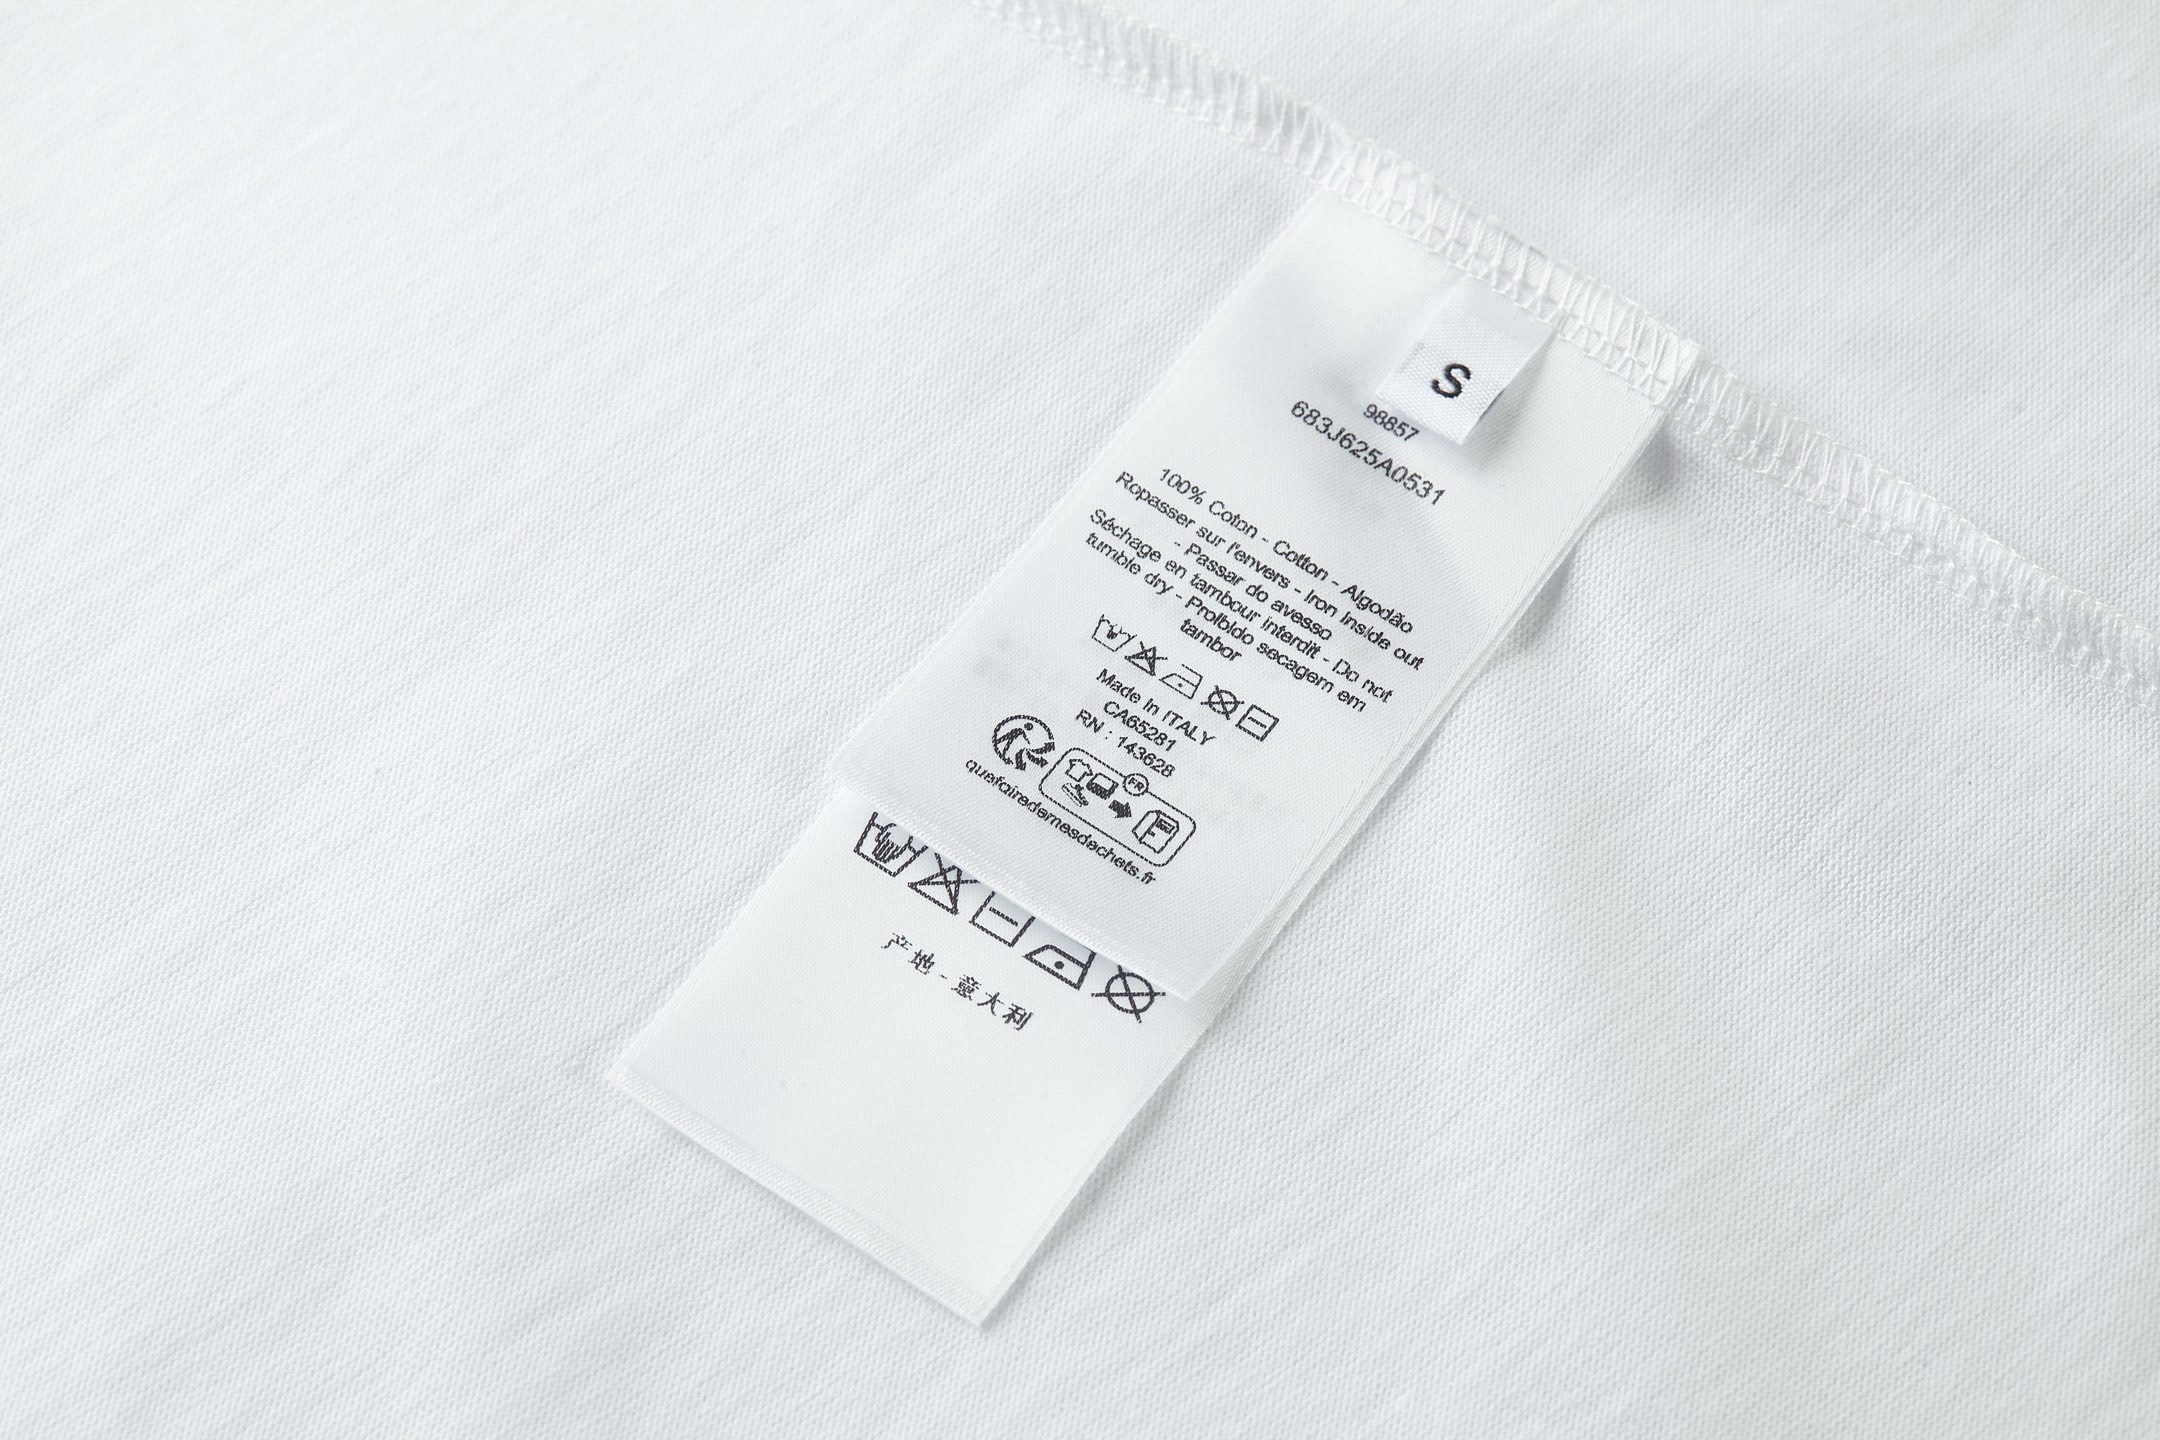 S
98857
683J625A0531
100% Coton - Cotton - Algodão
Ropasser sur l'envers - Iron Inside out
- Passar do avesso
Séchage en tambour interdit - Do not
tumble dry - Proibido secagem em
tambor
Made In ITALY
CA65281
RN : 143628
FR
quefairedemesdechets.fr
产地 - 意大利